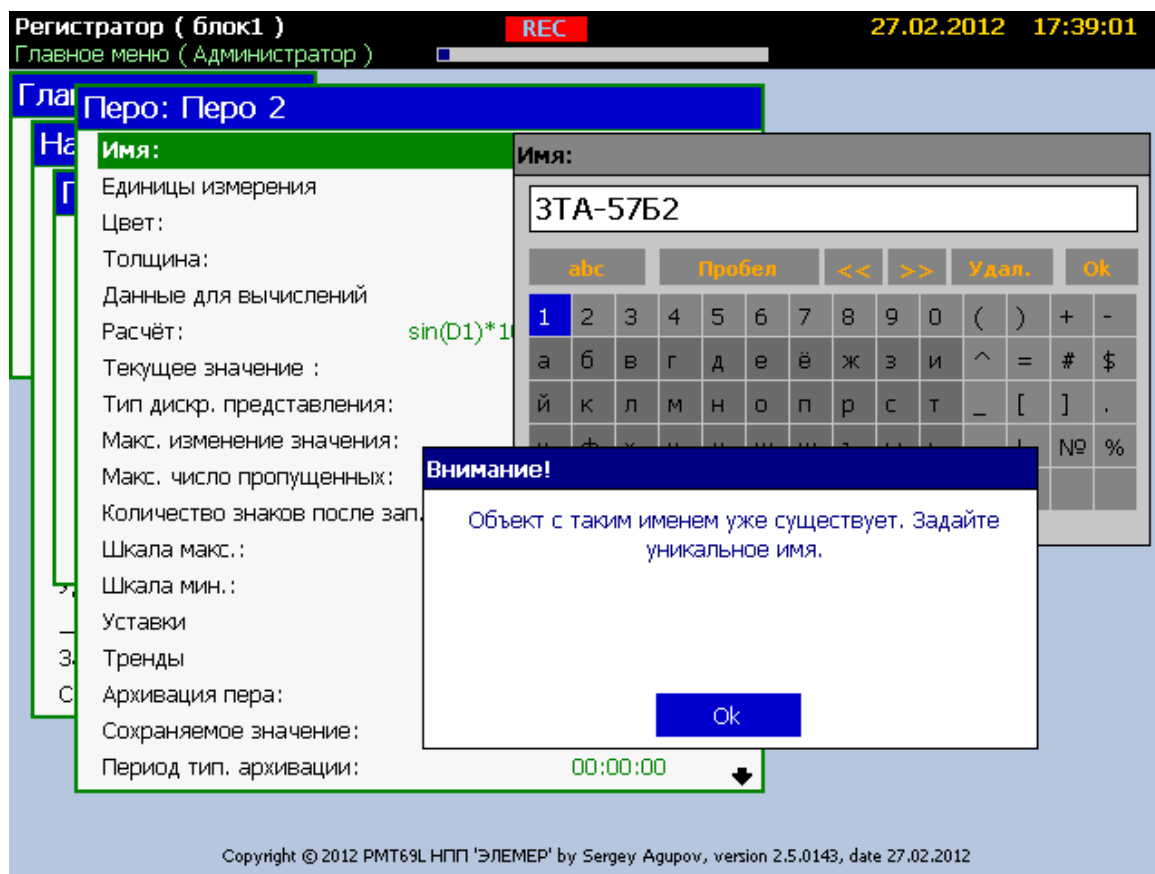 Регистратор ( блок1 ) REC 27.02.2012 17:39:01
Главное меню ( Администратор )
Перо: Перо 2
Имя:
Единицы измерения
Цвет:
Толщина:
Данные для вычислений
Расчёт: sin(D1)*1
Текущее значение :
Тип дискр. представления:
Макс. изменение значения:
Макс. число пропущенных:
Количество знаков после зап.
Шкала макс.:
Шкала мин.:
Уставки
Тренды
Архивация пера:
Сохраняемое значение:
Период тип. архивации: 00:00:00
Имя:
3ТА-57Б2
abc Пробел << >> Удал. Ok
1 2 3 4 5 6 7 8 9 0 ( ) + -
а б в г д е ё ж з и ^ = # $
й к л м н о п р с т _ [ ] .
№ %
Внимание!
Объект с таким именем уже существует. Задайте
уникальное имя.
Ok
Copyright © 2012 РМТ69L НПП 'ЭЛЕМЕР' by Sergey Agupov, version 2.5.0143, date 27.02.2012